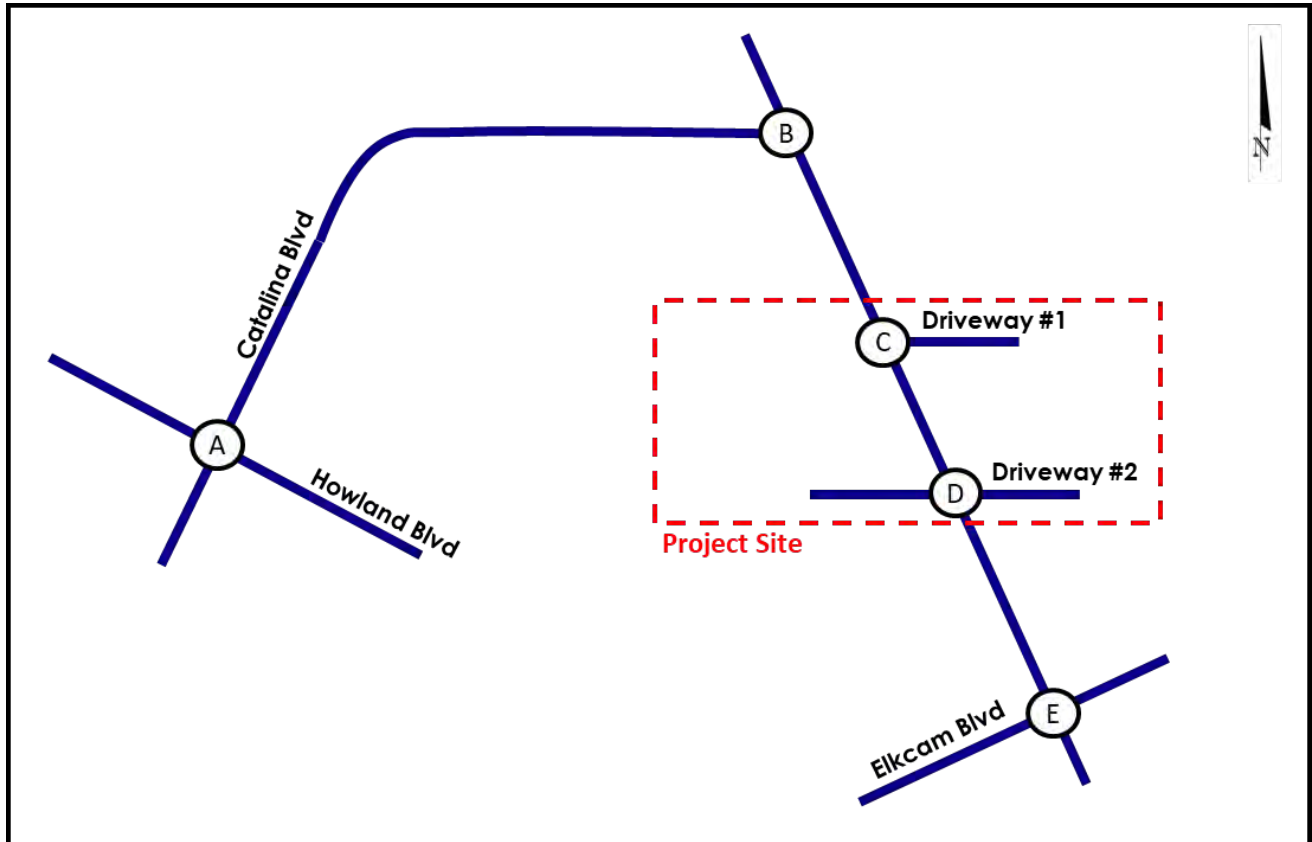 B
N
Catalina Blvd
Driveway #1
C
A
Howland Blvd
Driveway #2
D
Project Site
Elkcam Blvd
E